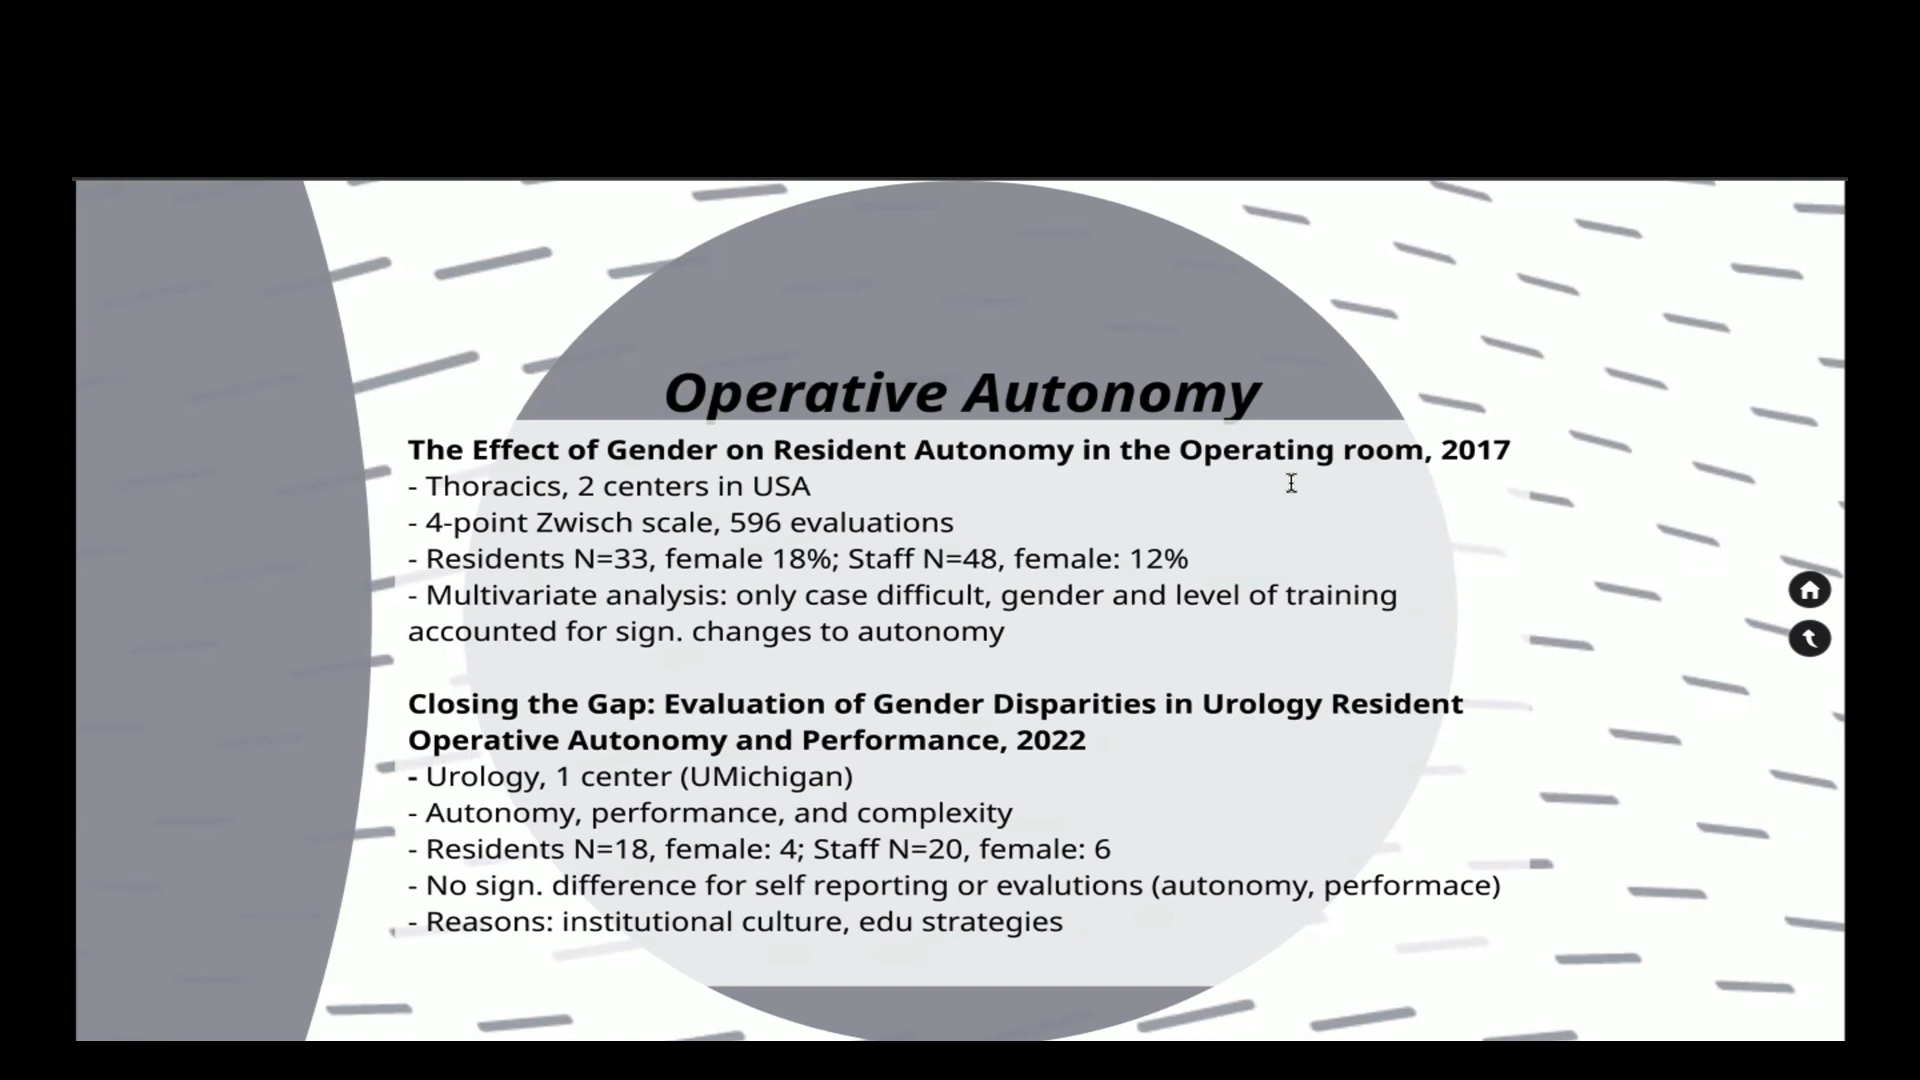 Operative Autonomy
The Effect of Gender on Resident Autonomy in the Operating room, 2017
- Thoracics, 2 centers in USA
- 4-point Zwisch scale, 596 evaluations
- Residents N=33, female 18%; Staff N=48, female: 12%
- Multivariate analysis: only case difficult, gender and level of training
accounted for sign. changes to autonomy
Closing the Gap: Evaluation of Gender Disparities in Urology Resident
Operative Autonomy and Performance, 2022
- Urology, 1 center (UMichigan)
- Autonomy, performance, and complexity
- Residents N=18, female: 4; Staff N=20, female: 6
- No sign. difference for self reporting or evalutions (autonomy, performace)
- Reasons: institutional culture, edu strategies